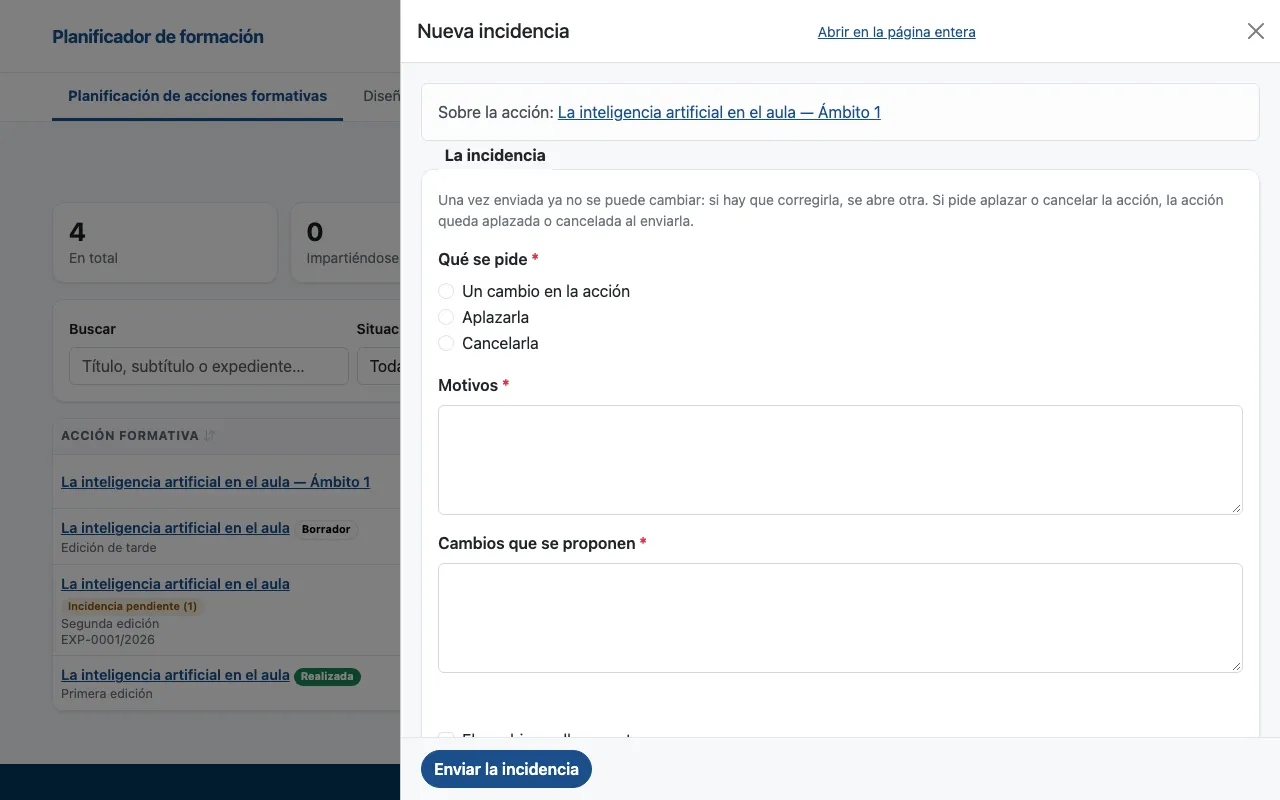 Planificador de formación
Planificación de acciones formativas
4
En total
0
Impartiéndose
Buscar
Título, subtítulo o expediente...
ACCIÓN FORMATIVA
La inteligencia artificial en el aula — Ámbito 1
La inteligencia artificial en el aula Borrador
Edición de tarde
La inteligencia artificial en el aula
Incidencia pendiente (1)
Segunda edición
EXP-0001/2026
La inteligencia artificial en el aula Realizada
Primera edición
Nueva incidencia
Abrir en la página entera
Sobre la acción: La inteligencia artificial en el aula — Ámbito 1
La incidencia
Una vez enviada ya no se puede cambiar: si hay que corregirla, se abre otra. Si pide aplazar o cancelar la acción, la acción
queda aplazada o cancelada al enviarla.
Qué se pide *
Un cambio en la acción
Aplazarla
Cancelarla
Motivos *
Cambios que se proponen *
Enviar la incidencia